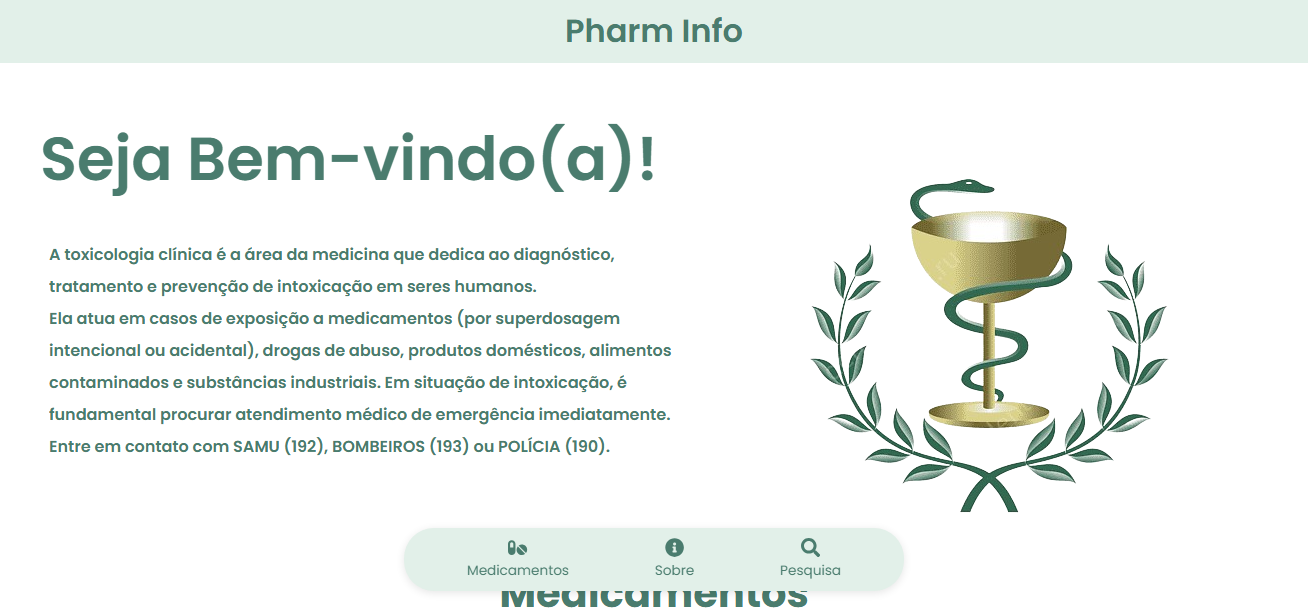 Pharm Info
Seja Bem-vindo(a)!
A toxicologia clínica é a área da medicina que dedica ao diagnóstico,
tratamento e prevenção de intoxicação em seres humanos.
Ela atua em casos de exposição a medicamentos (por superdosagem
intencional ou acidental), drogas de abuso, produtos domésticos, alimentos
contaminados e substâncias industriais. Em situação de intoxicação, é
fundamental procurar atendimento médico de emergência imediatamente.
Entre em contato com SAMU (192), BOMBEIROS (193) ou POLÍCIA (190).
.ru
Medicamentos
Sobre
Pesquisa
Medicamentos